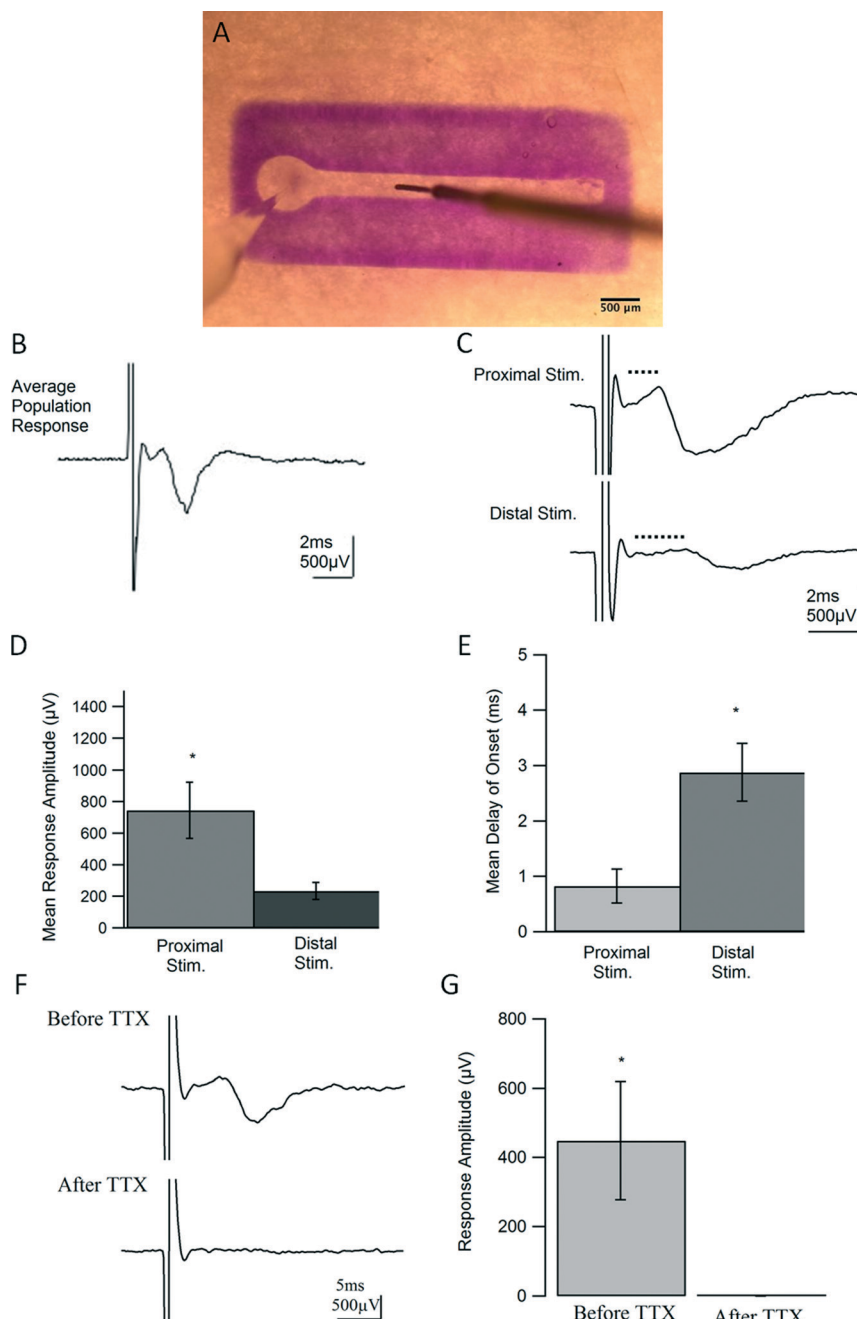 A
500 µm
B
Average
Population
Response
2ms
500µV
C
Proximal Stim.
Distal Stim.
2ms
500µV
D
Mean Response Amplitude (µV)
1400
1200
1000
800
600
400
200
0
*
Proximal
Stim.
Distal
Stim.
E
Mean Delay of Onset (ms)
5
4
3
2
1
0
*
Proximal
Stim.
Distal
Stim.
F
Before TTX
After TTX
5ms
500µV
G
Response Amplitude (µV)
800
600
400
200
0
*
Before TTX
After TTX